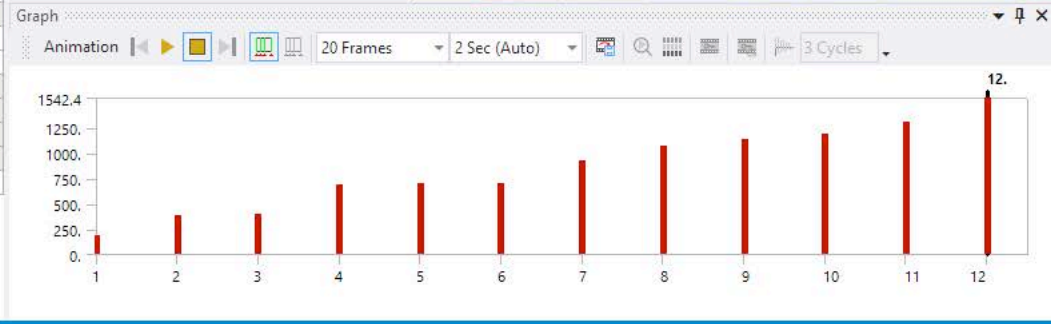 Graph
Animation 20 Frames 2 Sec (Auto) 3 Cycles
12.
1542.4
1250.
1000.
750.
500.
250.
0.
1 2 3 4 5 6 7 8 9 10 11 12